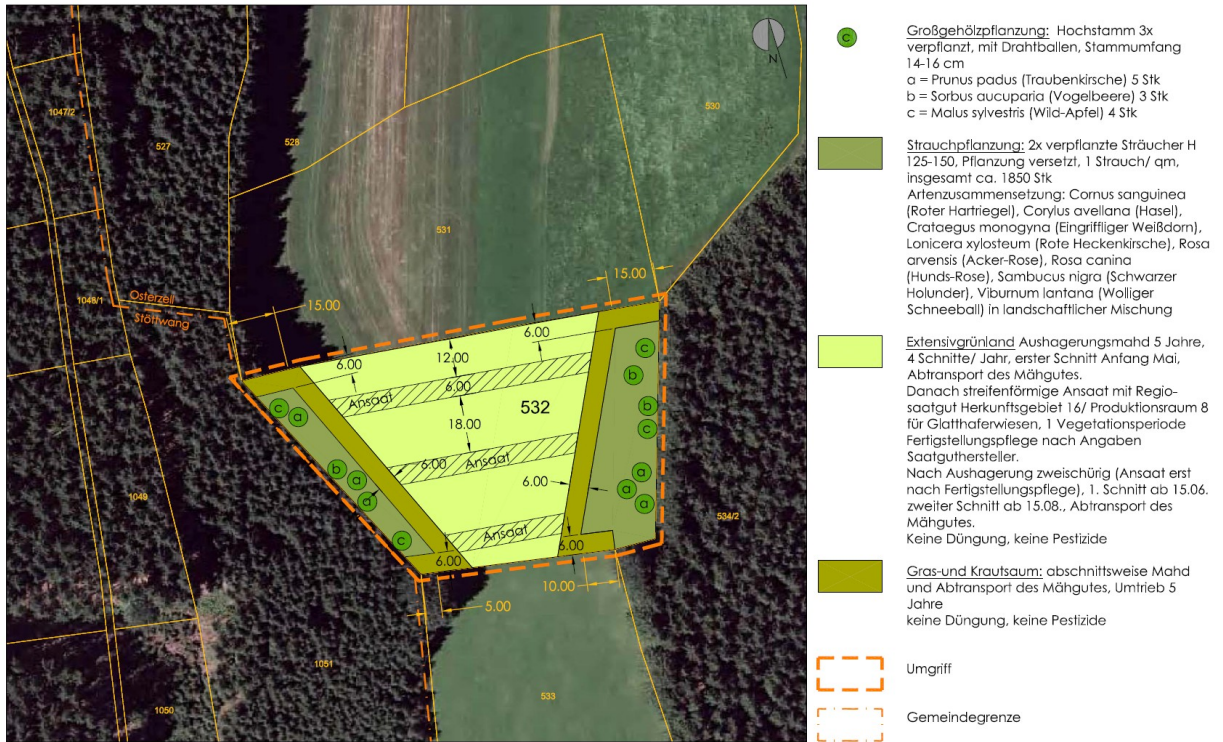 1047/2
527
528
530
531
N
15.00
Osterzell
Stöttwang
1048/1
15.00
6.00
12.00
6.00
6.00
Ansaat
532
18.00
c
b
b
c
a
a
a
c
a
b
a
a
c
6.00
Ansaat
6.00
Ansaat
6.00
6.00
10.00
5.00
1049
534/2
1051
1050
533
c
Großgehölzpflanzung: Hochstamm 3x
verpflanzt, mit Drahtballen, Stammumfang
14-16 cm
a = Prunus padus (Traubenkirsche) 5 Stk
b = Sorbus aucuparia (Vogelbeere) 3 Stk
c = Malus sylvestris (Wild-Apfel) 4 Stk
Strauchpflanzung: 2x verpflanzte Sträucher H
125-150, Pflanzung versetzt, 1 Strauch/ qm,
insgesamt ca. 1850 Stk
Artenzusammensetzung: Cornus sanguinea
(Roter Hartriegel), Corylus avellana (Hasel),
Crataegus monogyna (Eingriffliger Weißdorn),
Lonicera xylosteum (Rote Heckenkirsche), Rosa
arvensis (Acker-Rose), Rosa canina
(Hunds-Rose), Sambucus nigra (Schwarzer
Holunder), Viburnum lantana (Wolliger
Schneeball) in landschaftlicher Mischung
Extensivgrünland Aushagerungsmahd 5 Jahre,
4 Schnitte/ Jahr, erster Schnitt Anfang Mai,
Abtransport des Mähgutes.
Danach streifenförmige Ansaat mit Regio-
saatgut Herkunftsgebiet 16/ Produktionsraum 8
für Glatthaferwiesen, 1 Vegetationsperiode
Fertigstellungspflege nach Angaben
Saatguthersteller.
Nach Aushagerung zweischürig (Ansaat erst
nach Fertigstellungspflege), 1. Schnitt ab 15.06.
zweiter Schnitt ab 15.08., Abtransport des
Mähgutes.
Keine Düngung, keine Pestizide
Gras-und Krautsaum: abschnittsweise Mahd
und Abtransport des Mähgutes, Umtrieb 5
Jahre
keine Düngung, keine Pestizide
Umgriff
Gemeindegrenze